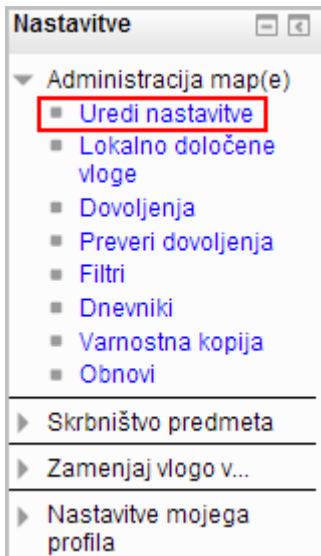 Nastavitve
Administracija map(e)
Uredi nastavitve
Lokalno določene
vloge
Dovoljenja
Preveri dovoljenja
Filtri
Dnevniki
Varnostna kopija
Obnovi
Skrbništvo predmeta
Zamenjaj vlogo v...
Nastavitve mojega
profila